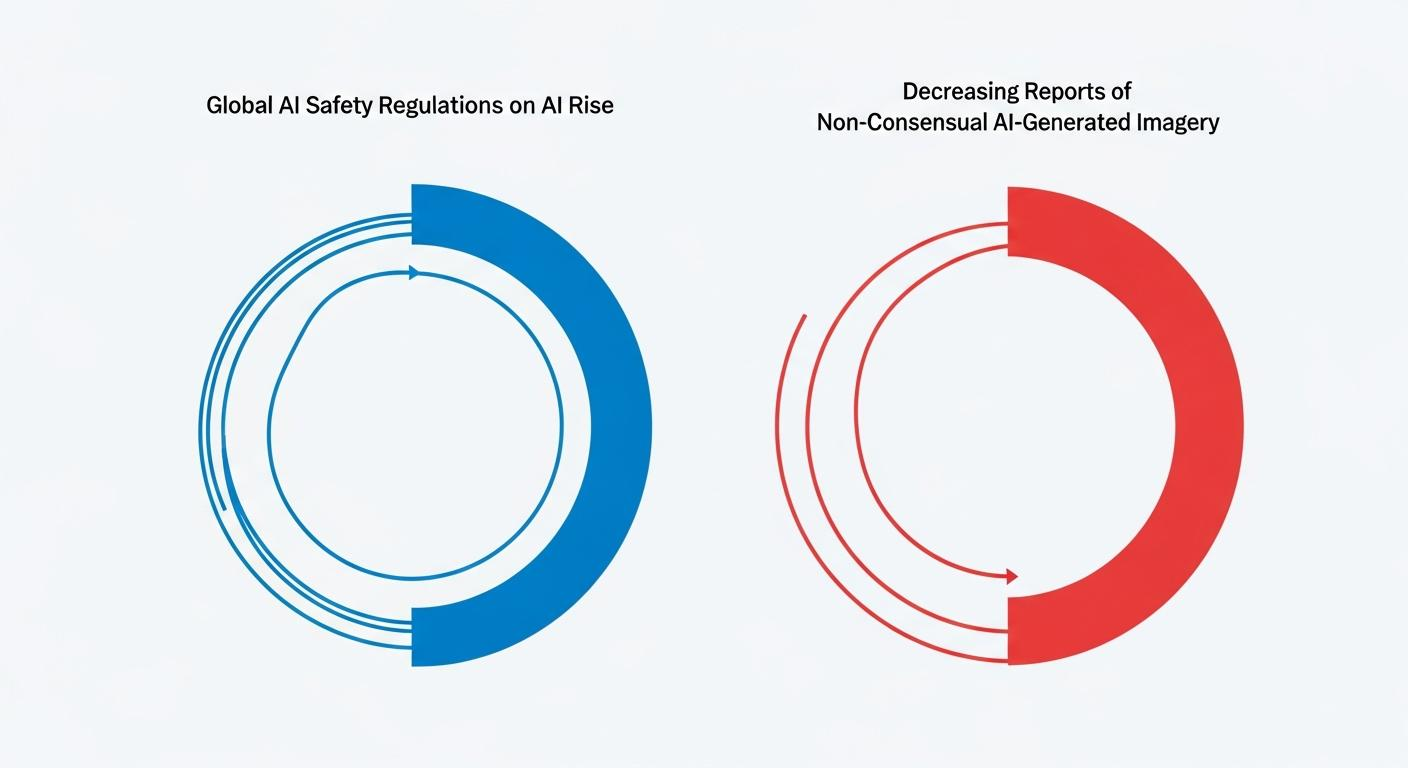 Global AI Safety Regulations on AI Rise
Decreasing Reports of
Non-Consensual AI-Generated Imagery